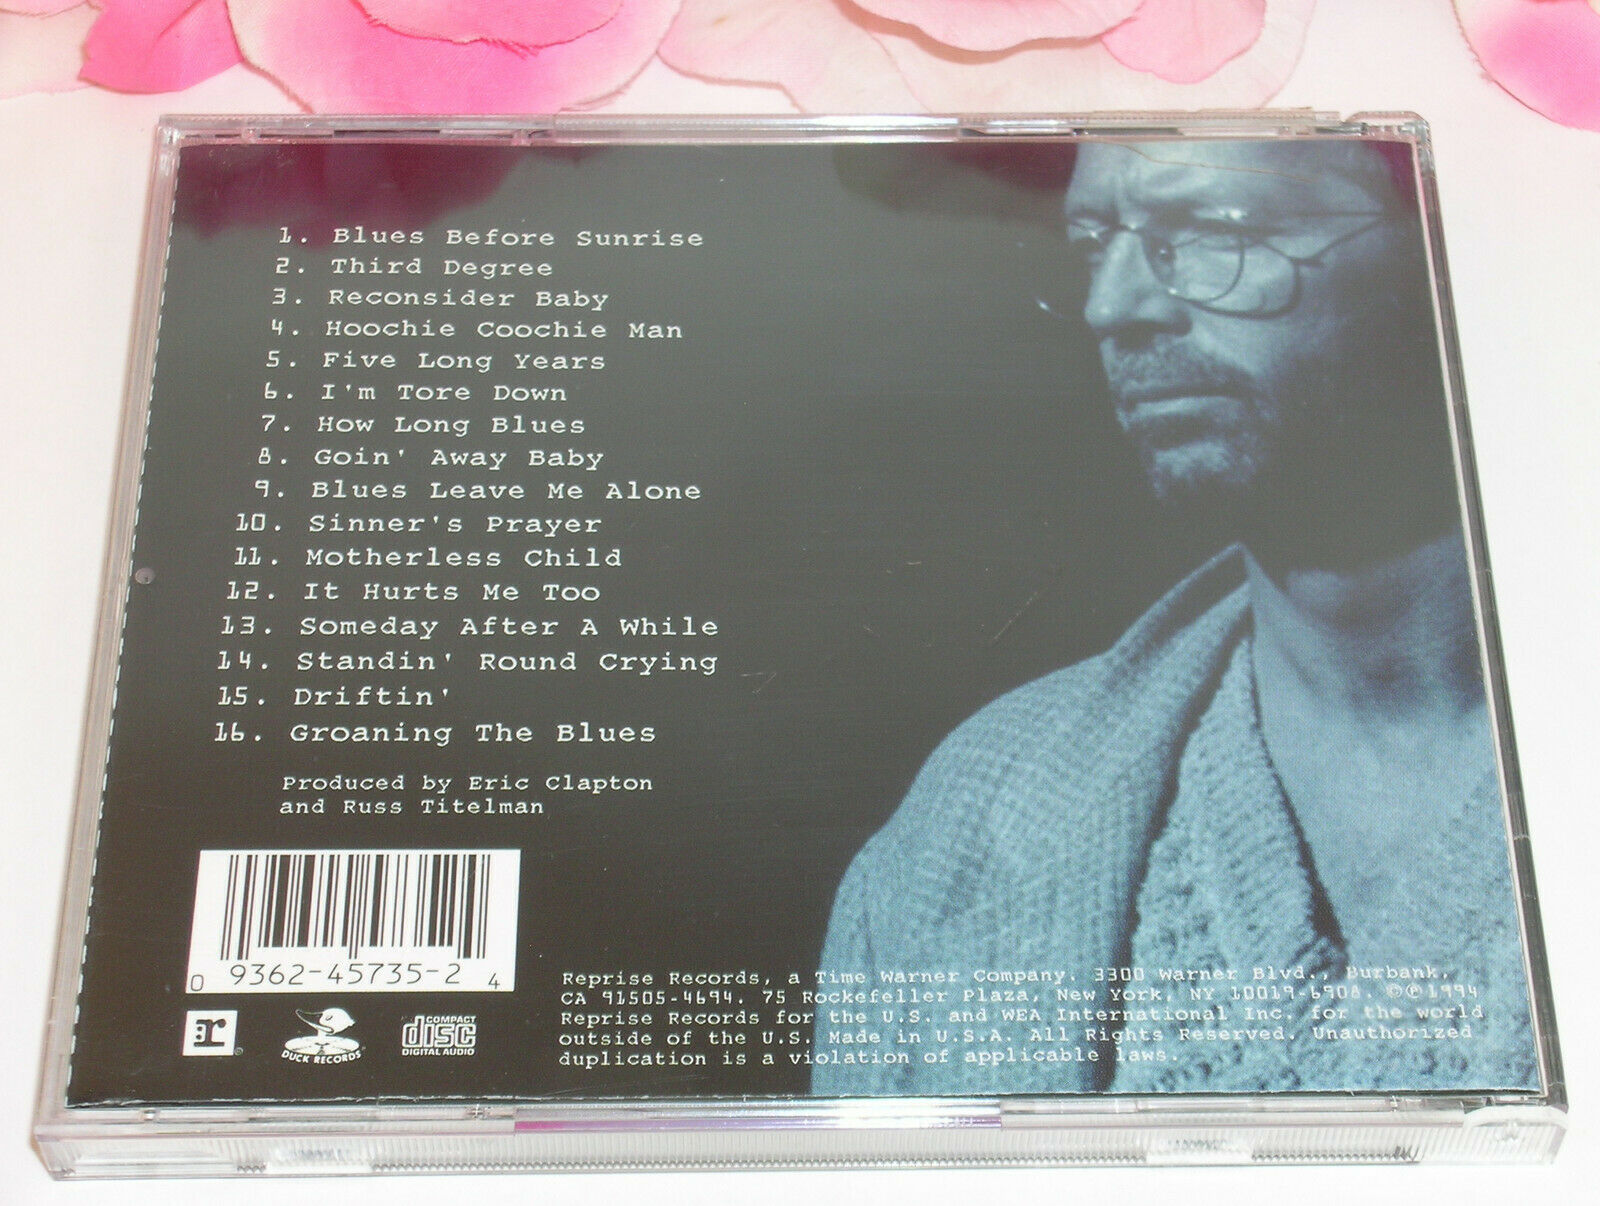 1. Blues Before Sunrise
2. Third Degree
3. Reconsider Baby
4. Hoochie Coochie Man
5. Five Long Years
6. I'm Tore Down
7. How Long Blues
8. Goin' Away Baby
9. Blues Leave Me Alone
10. Sinner's Prayer
11. Motherless Child
12. It Hurts Me Too
13. Someday After A While
14. Standin' Round Crying
15. Driftin'
16. Groaning The Blues
Produced by Eric Clapton
and Russ Titelman
0 9362-45735-2 4
r
DUCK RECORDS
COMPACT
disc
DIGITAL AUDIO
Reprise Records, a Time Warner Company. 3300 Warner Blvd., Burbank,
CA 91505-4694. 75 Rockefeller Plaza, New York, NY 10019-6908. ©℗1994
Reprise Records for the U.S. and WEA International Inc. for the world
outside of the U.S. Made in U.S.A. All Rights Reserved. Unauthorized
duplication is a violation of applicable laws.